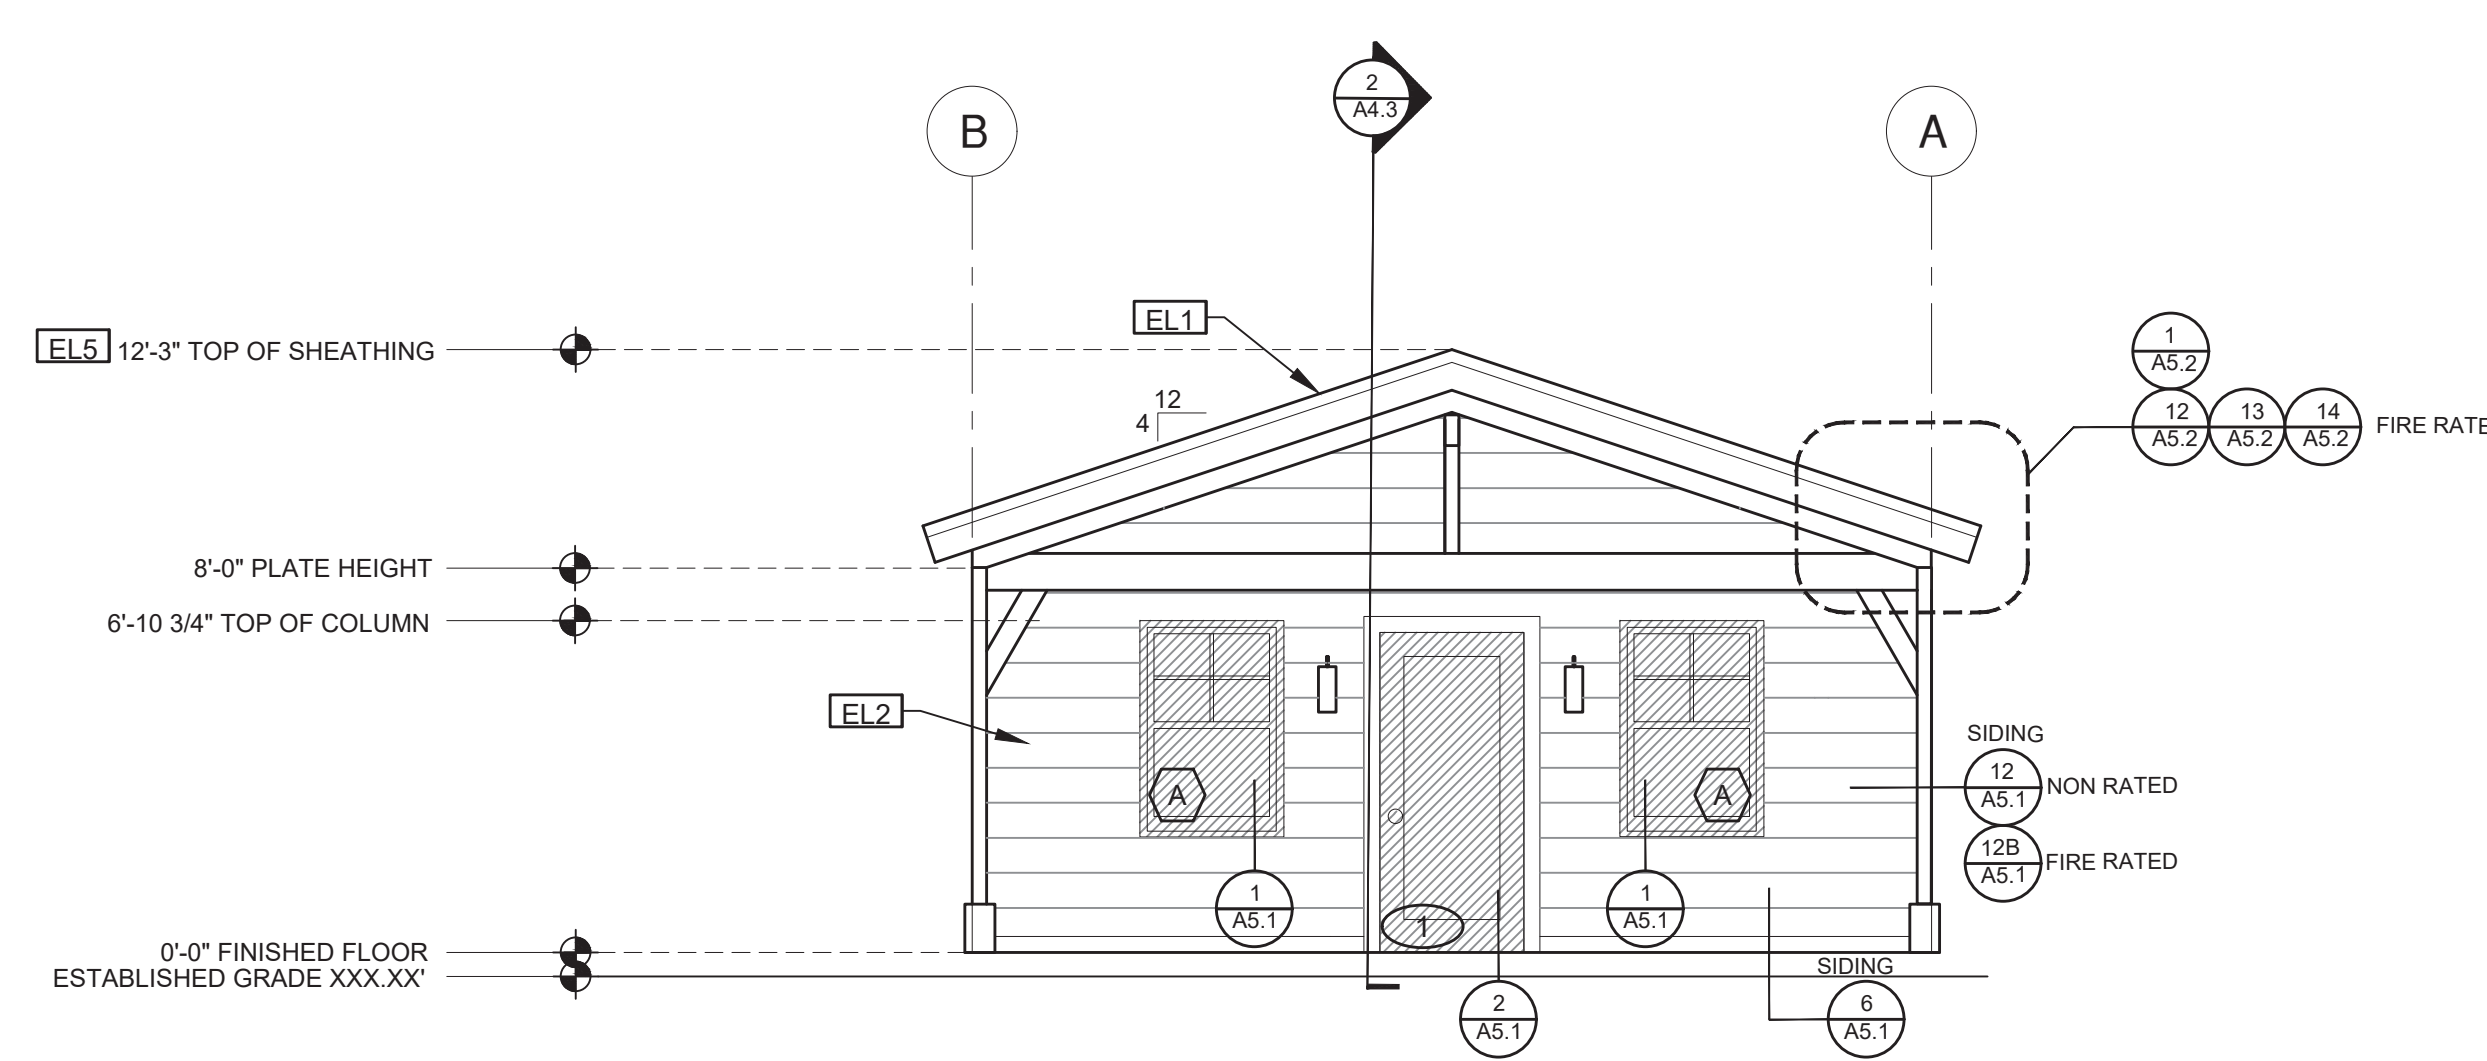 2
A4.3
B
A
EL1
EL5 12'-3" TOP OF SHEATHING
12
4
1
A5.2
12
A5.2
13
A5.2
14
A5.2
FIRE RATE
8'-0" PLATE HEIGHT
6'-10 3/4" TOP OF COLUMN
EL2
SIDING
12
A5.1
NON RATED
A
A
12B
A5.1
FIRE RATED
1
A5.1
1
1
A5.1
0'-0" FINISHED FLOOR
ESTABLISHED GRADE XXX.XX'
SIDING
2
A5.1
6
A5.1